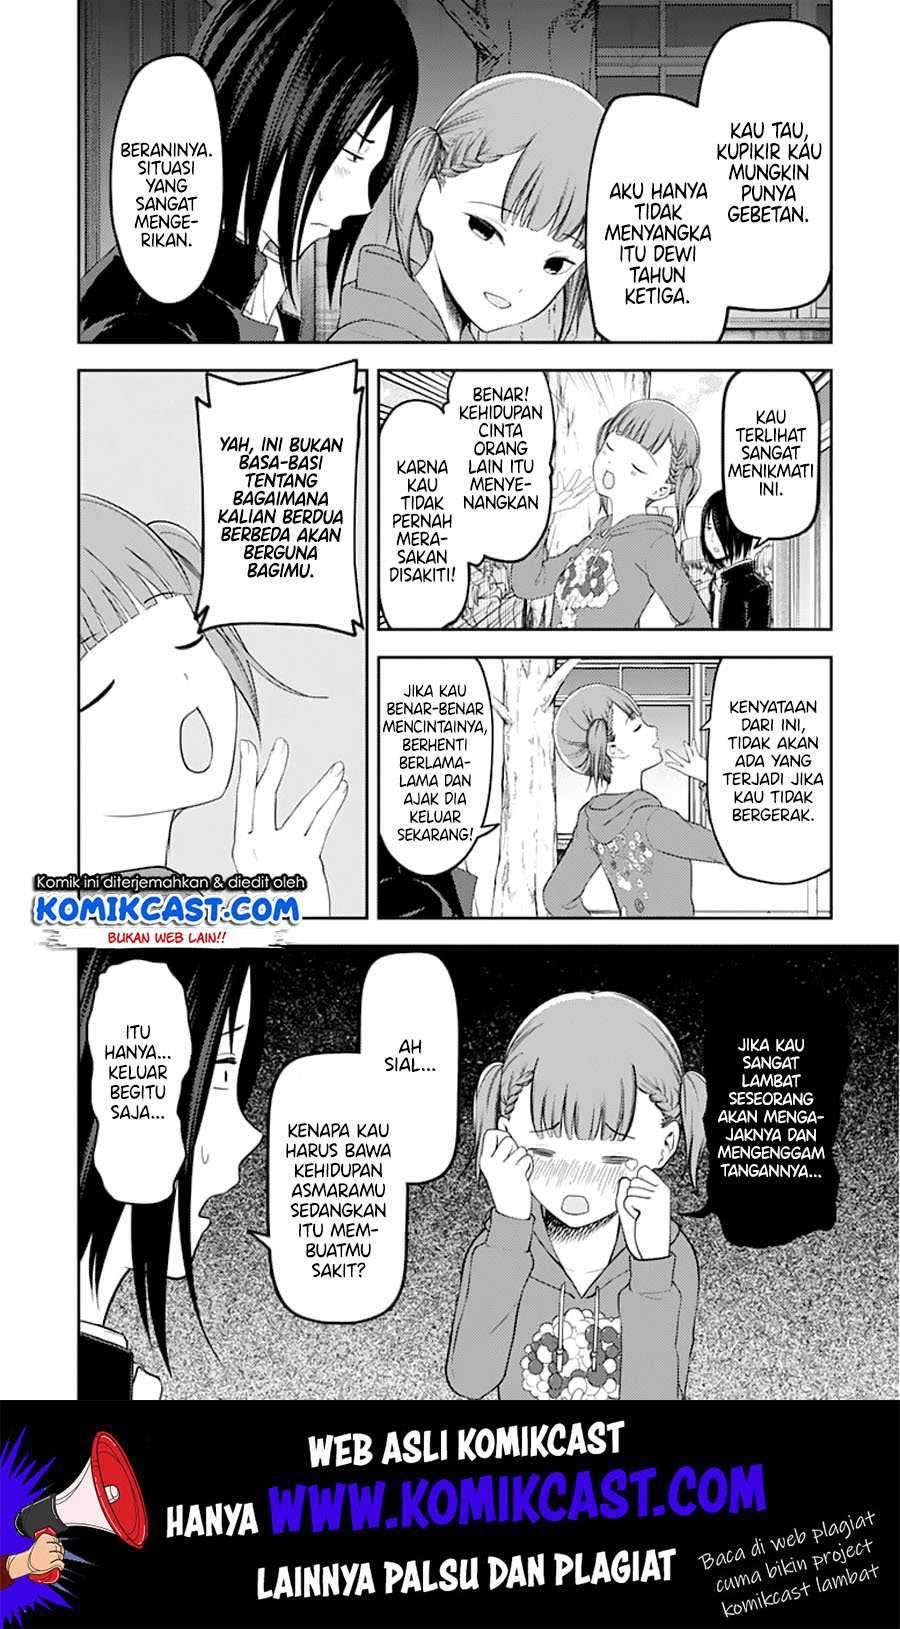 KAU TAU,
KUPIKIR KAU
MUNGKIN
PUNYA
GEBETAN.
AKU HANYA
TIDAK
MENYANGKA
ITU DEWI
TAHUN
KETIGA.
BERANINYA.
SITUASI
YANG
SANGAT
MENGE-
RIKAN.
KAU
TERLIHAT
SANGAT
MENIKMATI
INI.
BENAR!
KEHIDUPAN
CINTA
ORANG
LAIN ITU
MENYE-
NANGKAN
KARNA
KAU
TIDAK
PERNAH
MERA-
SAKAN
DISAKITI!
KENYATAAN
DARI INI,
TIDAK AKAN
ADA YANG
TERJADI JIKA
KAU TIDAK
BERGERAK.
JIKA KAU
BENAR-BENAR
MENCINTAINYA,
BERHENTI
BERLAMA-
LAMA DAN
AJAK DIA
KELUAR
SEKARANG!
YAH, INI BUKAN
BASA-BASI
TENTANG
BAGAIMANA
KALIAN BERDUA
BERBEDA AKAN
BERGUNA
BAGIMU.
Komik ini diterjemahkan & diedit oleh
KOMIKCAST.COM
BUKAN WEB LAIN!!
JIKA KAU
SANGAT
LAMBAT
SESEORANG
AKAN MENGA-
JAKNYA DAN
MENGENGGAM
TANGANNYA...
AH
SIAL...
KENAPA KAU
HARUS BAWA
KEHIDUPAN
ASMARAMU
SEDANGKAN
ITU MEM-
BUATMU
SAKIT?
ITU
HANYA...
KELUAR
BEGITU
SAJA...
WEB ASLI KOMIKCAST
HANYA WWW.KOMIKCAST.COM
LAINNYA PALSU DAN PLAGIAT
Baca di web plagiat
cuma bikin project
komikcast lambat